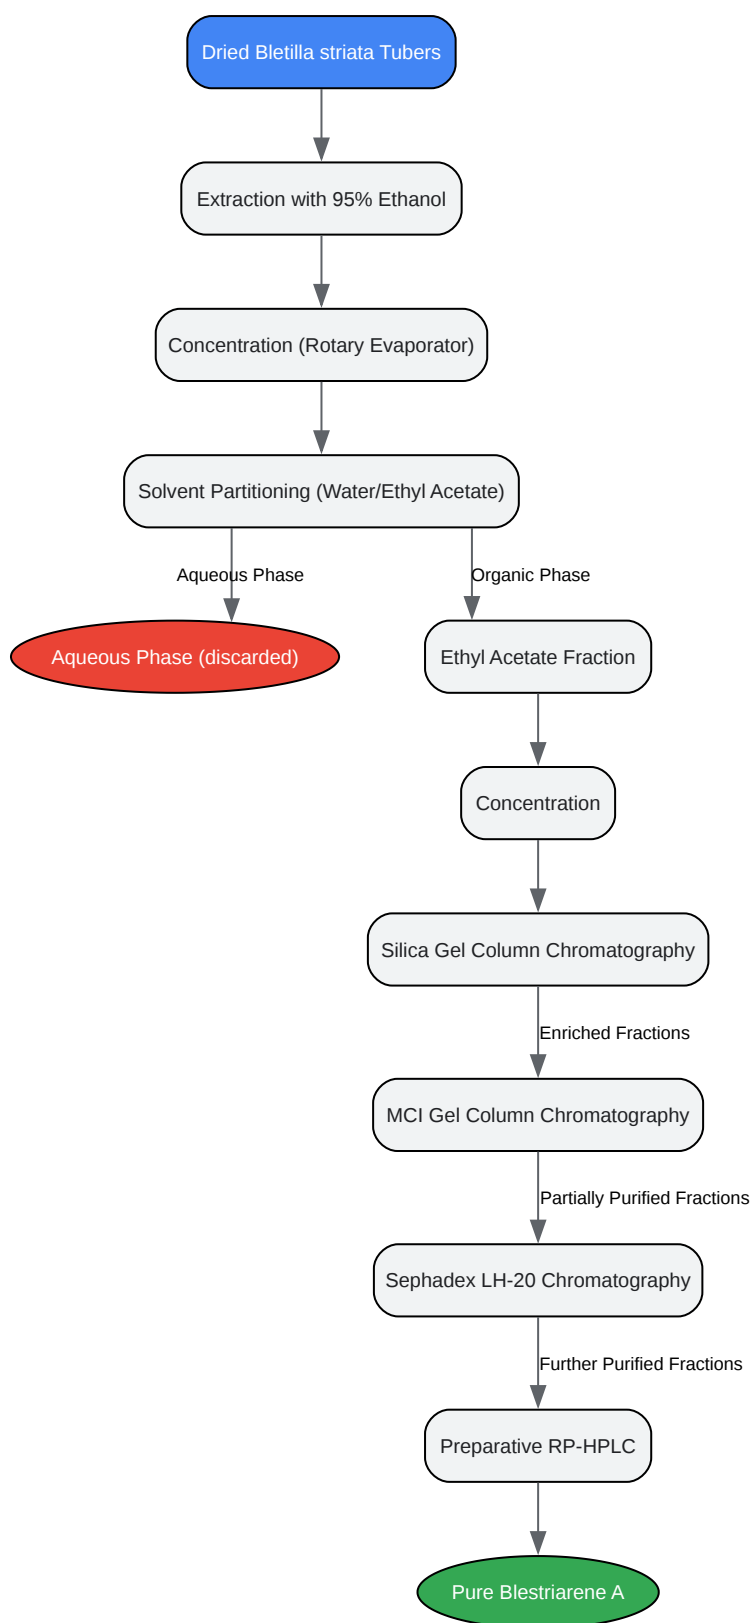 Dried Bletilla striata Tubers
Extraction with 95% Ethanol
Concentration (Rotary Evaporator)
Solvent Partitioning (Water/Ethyl Acetate)
Aqueous Phase
Organic Phase
Aqueous Phase (discarded)
Ethyl Acetate Fraction
Concentration
Silica Gel Column Chromatography
Enriched Fractions
MCI Gel Column Chromatography
Partially Purified Fractions
Sephadex LH-20 Chromatography
Further Purified Fractions
Preparative RP-HPLC
Pure Blestriarene A